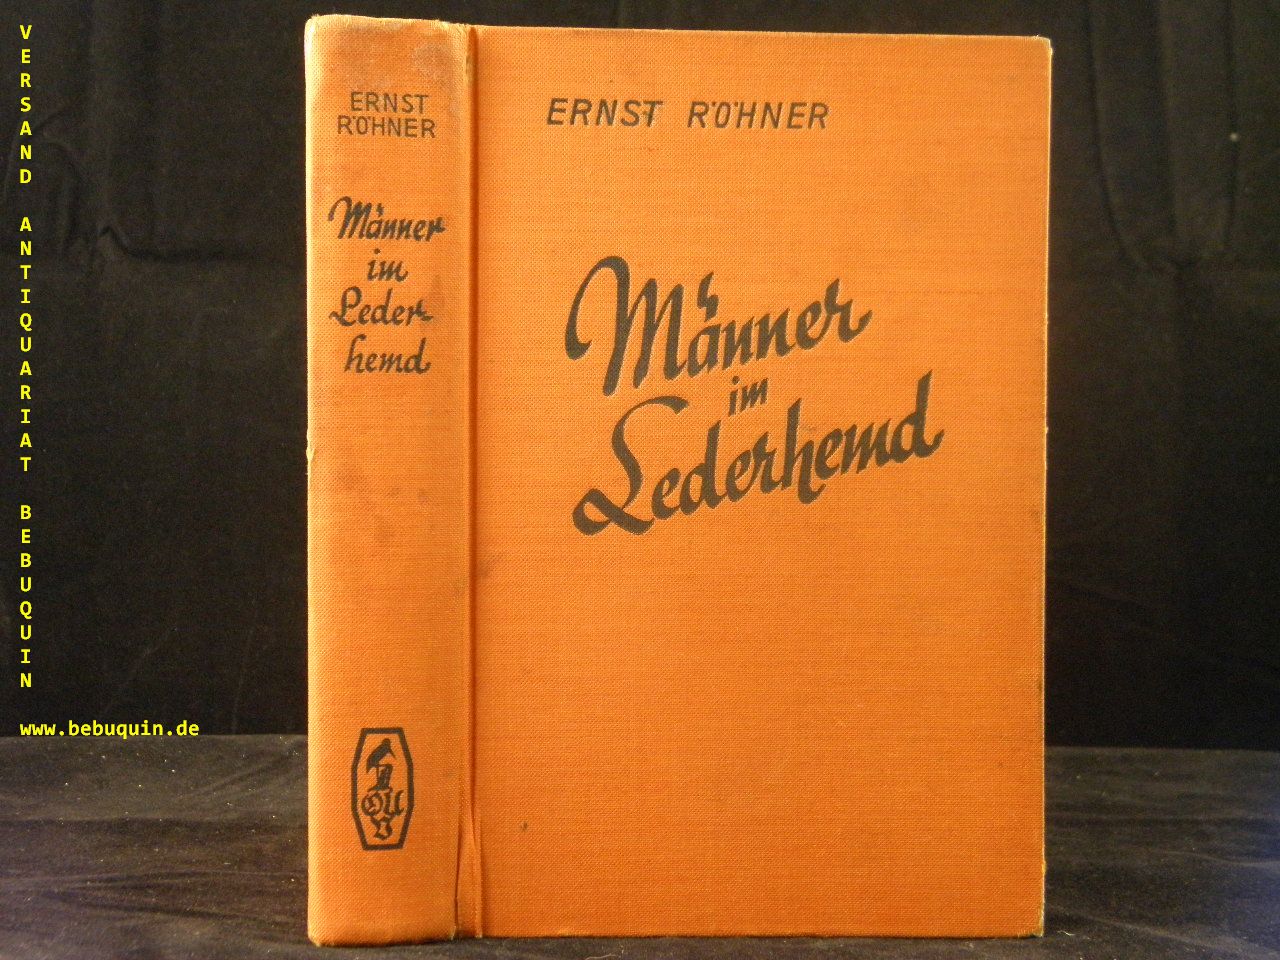 VERSAND ANTIQUARIAT BEBUQUIN
www.bebuquin.de
ERNST
RÖHNER
Männer
im
Leder-
hemd
ERNST RÖHNER
Männer
im
Lederhemd